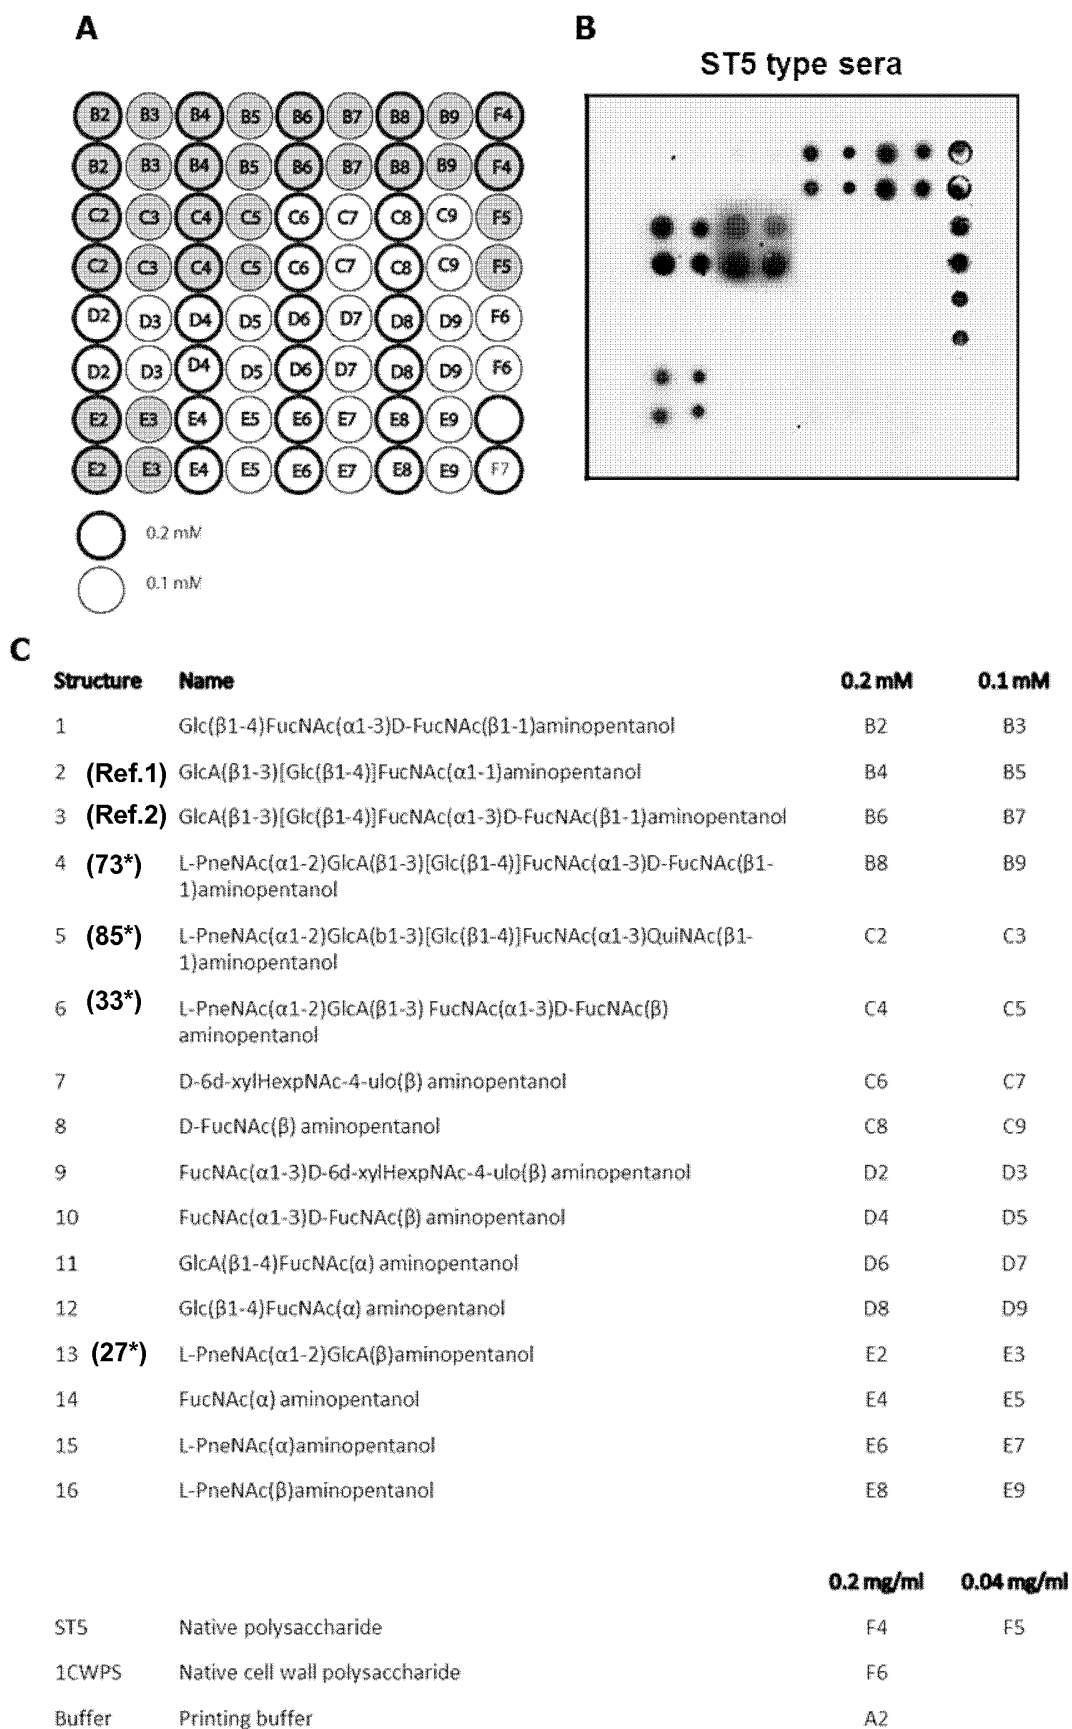 A
B
ST5 type sera
B2 B3 B4 B5 B6 B7 B8 B9 F4
B2 B3 B4 B5 B6 B7 B8 B9 F4
C2 C3 C4 C5 C6 C7 C8 C9 F5
C2 C3 C4 C5 C6 C7 C8 C9 F5
D2 D3 D4 D5 D6 D7 D8 D9 F6
D2 D3 D4 D5 D6 D7 D8 D9 F6
E2 E3 E4 E5 E6 E7 E8 E9
E2 E3 E4 E5 E6 E7 E8 E9 F7
0.2 mM
0.1 mM
C
Structure Name 0.2 mM 0.1 mM
1 Glc(β1-4)FucNAc(α1-3)D-FucNAc(β1-1)aminopentanol B2 B3
2 (Ref.1) GlcA(β1-3)[Glc(β1-4)]FucNAc(α1-1)aminopentanol B4 B5
3 (Ref.2) GlcA(β1-3)[Glc(β1-4)]FucNAc(α1-3)D-FucNAc(β1-1)aminopentanol B6 B7
4 (73*) L-PneNAc(α1-2)GlcA(β1-3)[Glc(β1-4)]FucNAc(α1-3)D-FucNAc(β1- B8 B9
1)aminopentanol
5 (85*) L-PneNAc(α1-2)GlcA(b1-3)[Glc(β1-4)]FucNAc(α1-3)QuiNAc(β1- C2 C3
1)aminopentanol
6 (33*) L-PneNAc(α1-2)GlcA(β1-3) FucNAc(α1-3)D-FucNAc(β) C4 C5
aminopentanol
7 D-6d-xylHexpNAc-4-ulo(β) aminopentanol C6 C7
8 D-FucNAc(β) aminopentanol C8 C9
9 FucNAc(α1-3)D-6d-xylHexpNAc-4-ulo(β) aminopentanol D2 D3
10 FucNAc(α1-3)D-FucNAc(β) aminopentanol D4 D5
11 GlcA(β1-4)FucNAc(α) aminopentanol D6 D7
12 Glc(β1-4)FucNAc(α) aminopentanol D8 D9
13 (27*) L-PneNAc(α1-2)GlcA(β)aminopentanol E2 E3
14 FucNAc(α) aminopentanol E4 E5
15 L-PneNAc(α)aminopentanol E6 E7
16 L-PneNAc(β)aminopentanol E8 E9
0.2 mg/ml 0.04 mg/ml
ST5 Native polysaccharide F4 F5
1CWPS Native cell wall polysaccharide F6
Buffer Printing buffer A2